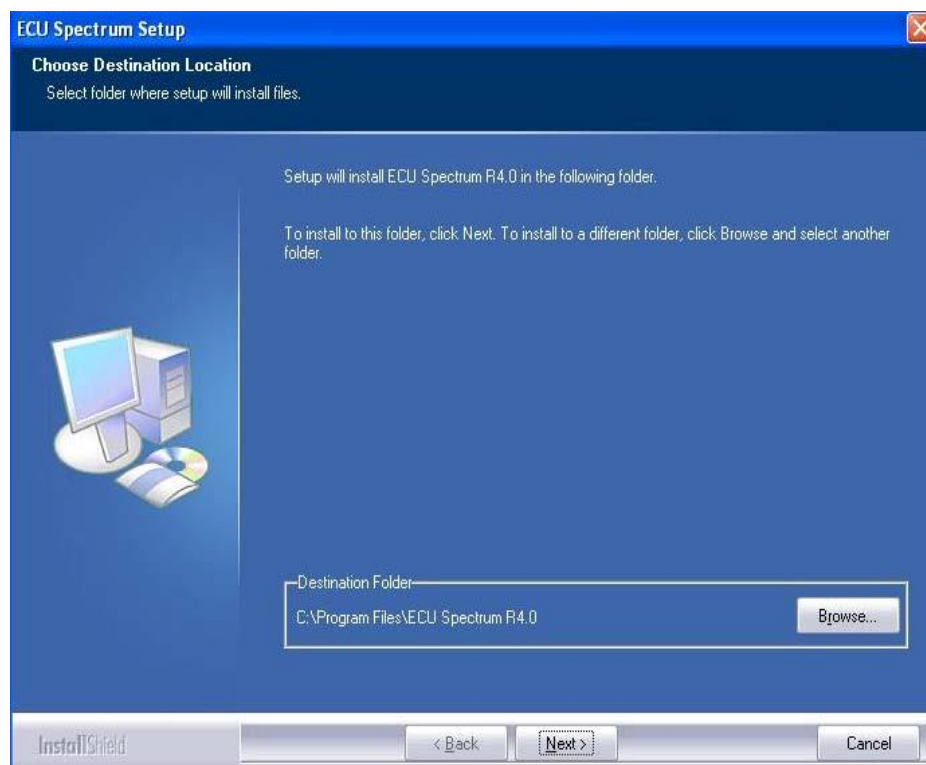 ECU Spectrum Setup
Choose Destination Location
Select folder where setup will install files.
Setup will install ECU Spectrum R4.0 in the following folder.
To install to this folder, click Next. To install to a different folder, click Browse and select another
folder.
Destination Folder
C:\Program Files\ECU Spectrum R4.0
Browse...
InstallShield
< Back
Next >
Cancel